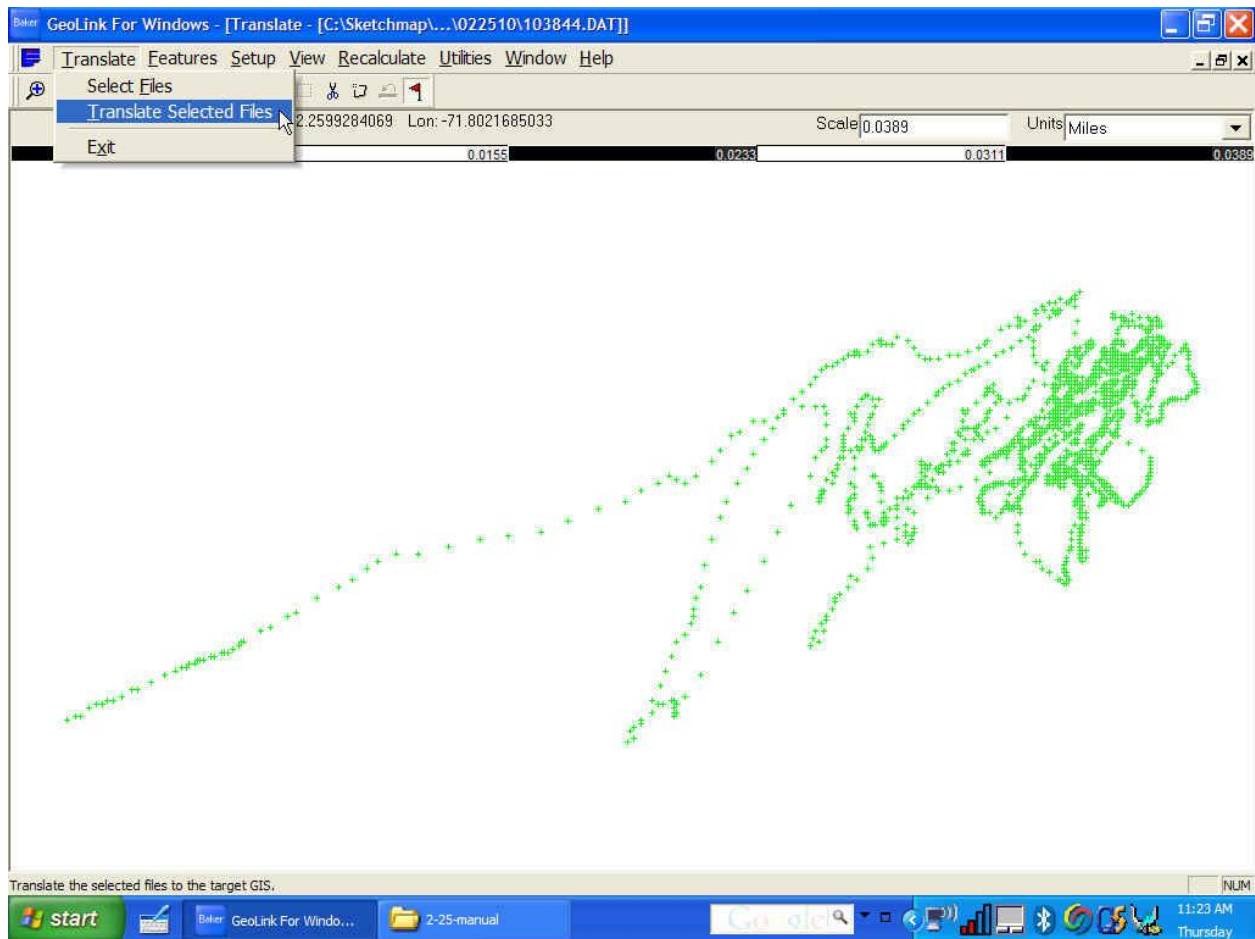 Baker GeoLink For Windows - [Translate - [C:\Sketchmap\...\022510\103844.DAT]]
Translate Features Setup View Recalculate Utilities Window Help
Select Files
Translate Selected Files
Exit
2.2599284069 Lon: -71.8021685033 Scale 0.0389 Units Miles
0.0155 0.0233 0.0311 0.0389
Translate the selected files to the target GIS. NUM
start Baker GeoLink For Windo... 2-25-manual Google 11:23 AM
Thursday